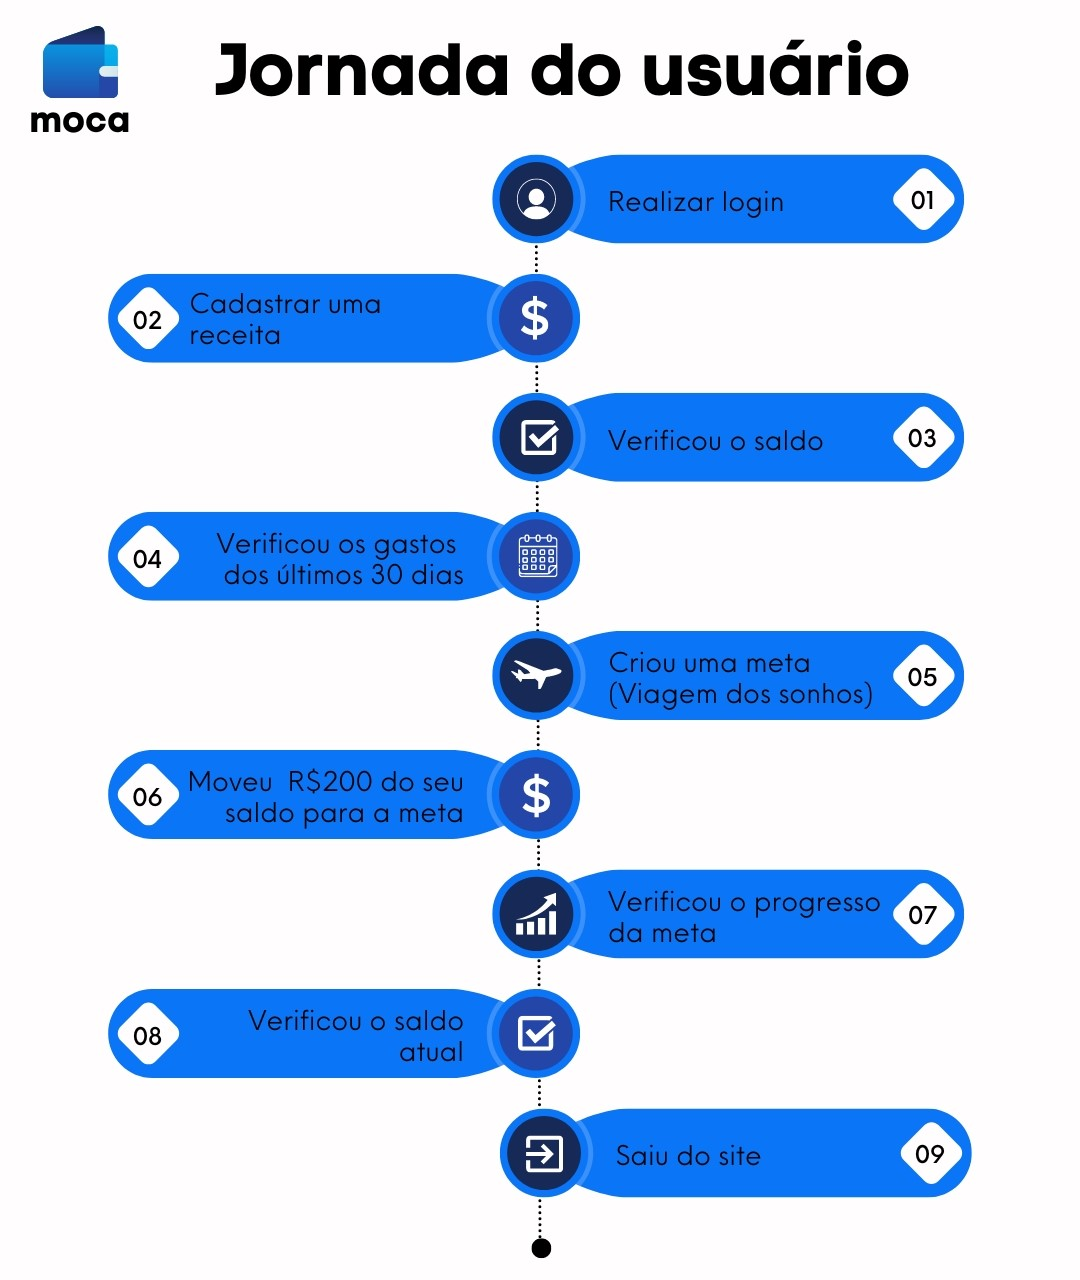 moca
Jornada do usuário
Realizar login
01
02
Cadastrar uma
receita
$
Verificou o saldo
03
04
Verificou os gastos
dos últimos 30 dias
Criou uma meta
(Viagem dos sonhos)
05
06
Moveu R$200 do seu
saldo para a meta
$
Verificou o progresso
da meta
07
08
Verificou o saldo
atual
Saiu do site
09